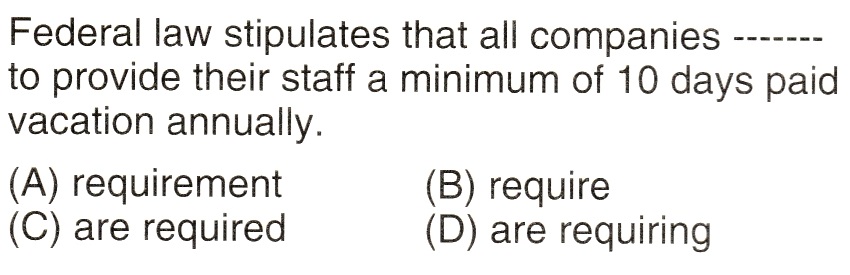 Federal law stipulates that all companies -------
to provide their staff a minimum of 10 days paid
vacation annually.
(A) requirement (B) require
(C) are required (D) are requiring